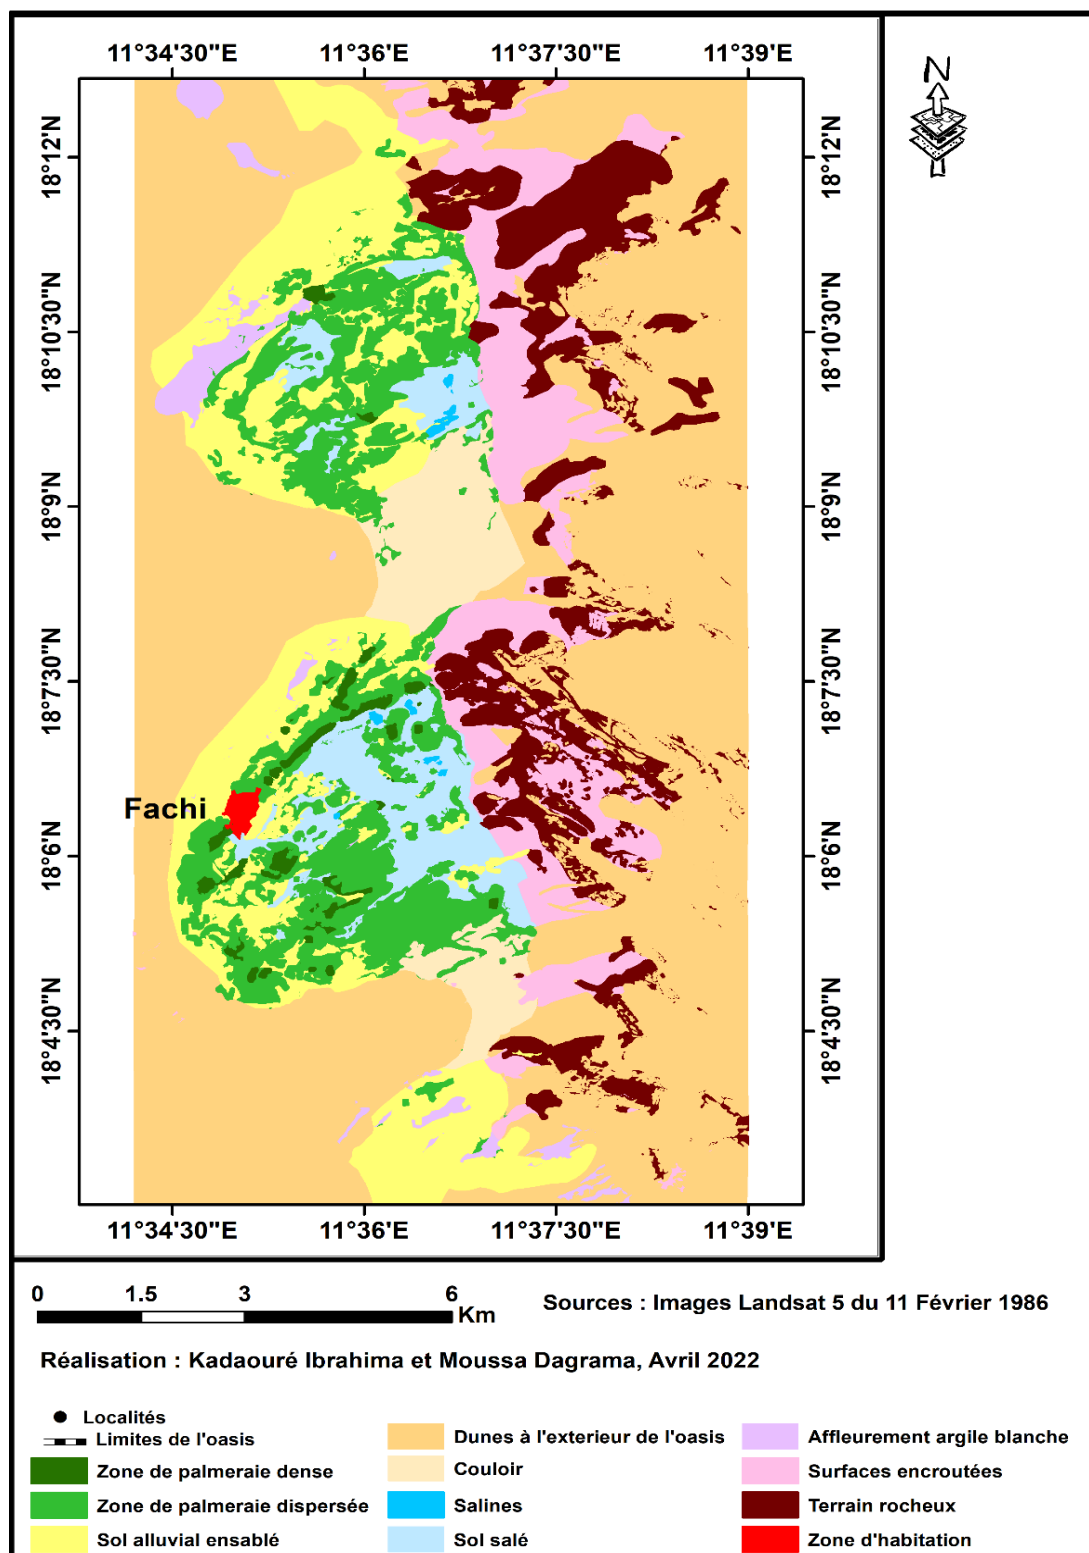 N
11°34'30"E 11°36'E 11°37'30"E 11°39'E
18°12'N 18°12'N
18°10'30"N 18°10'30"N
18°9'N 18°9'N
18°7'30"N 18°7'30"N
Fachi
18°6'N 18°6'N
18°4'30"N 18°4'30"N
11°34'30"E 11°36'E 11°37'30"E 11°39'E
0 1.5 3 6
Km
Sources : Images Landsat 5 du 11 Février 1986
Réalisation : Kadaouré Ibrahima et Moussa Dagrama, Avril 2022
Localités
Limites de l'oasis
Zone de palmeraie dense
Zone de palmeraie dispersée
Sol alluvial ensablé
Dunes à l'exterieur de l'oasis
Couloir
Salines
Sol salé
Affleurement argile blanche
Surfaces encroutées
Terrain rocheux
Zone d'habitation